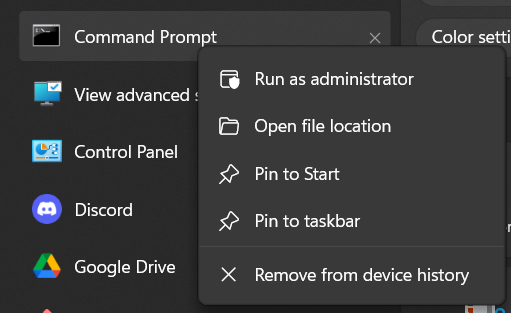 Command Prompt
Color setti
Run as administrator
View advanced s
Open file location
Control Panel
Pin to Start
Discord
Pin to taskbar
Google Drive
Remove from device history